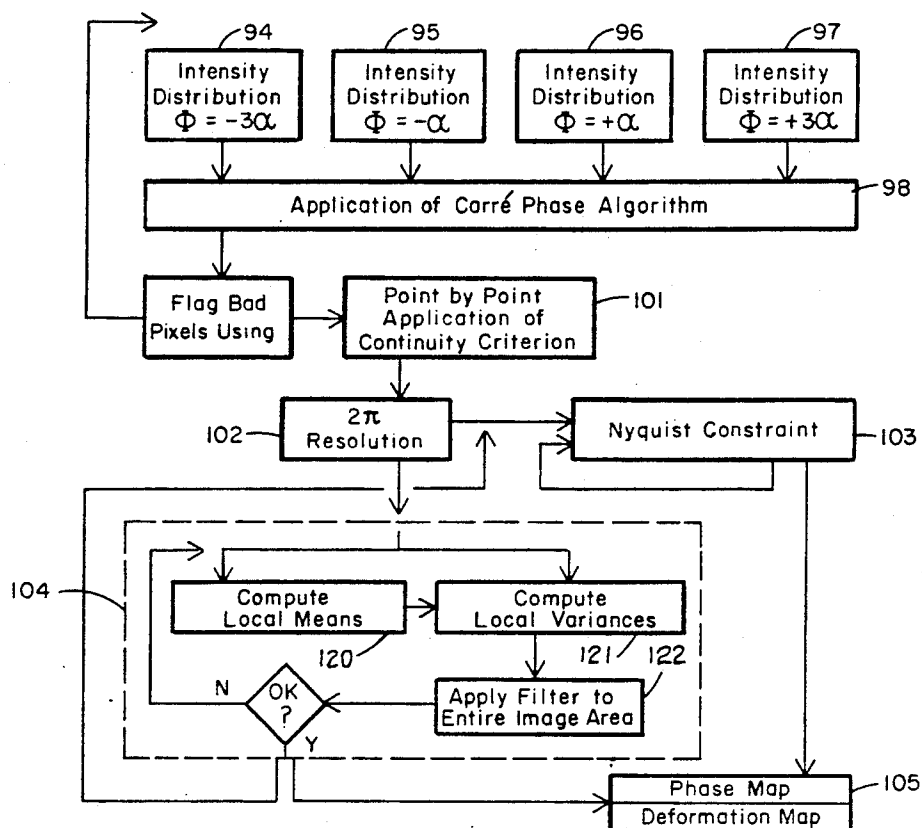 94
95
96
97
Intensity
Distribution
Φ = -3α
Intensity
Distribution
Φ = -α
Intensity
Distribution
Φ = +α
Intensity
Distribution
Φ = +3α
Application of Carré Phase Algorithm
98
Flag Bad
Pixels Using
Point by Point
Application of
Continuity Criterion
101
2π
Resolution
102
Nyquist Constraint
103
104
Compute
Local Means
120
Compute
Local Variances
121
122
N
OK
?
Y
Apply Filter to
Entire Image Area
Phase Map
Deformation Map
105